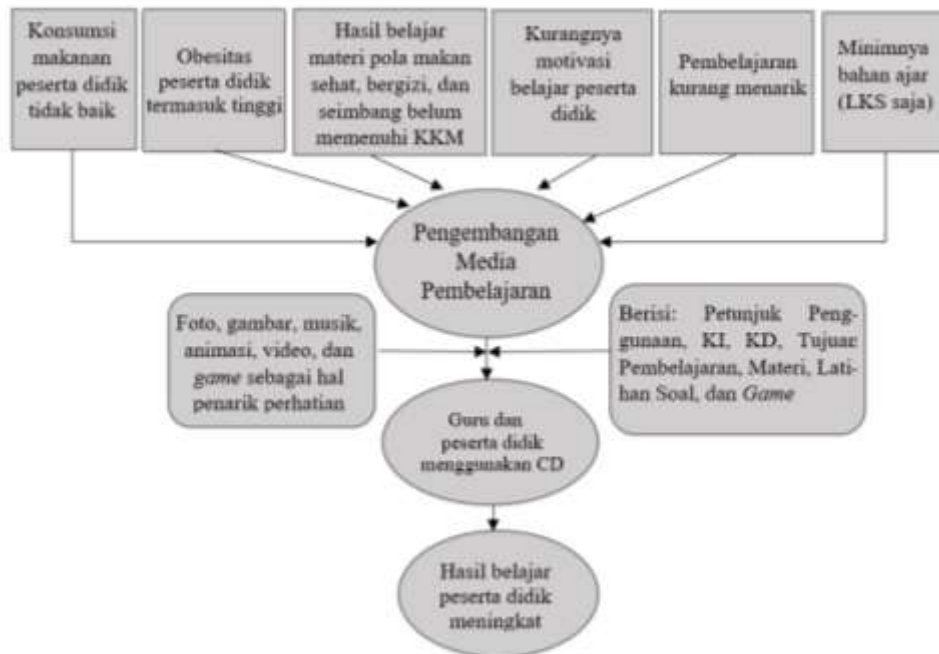 Konsumsi
makanan
peserta didik
tidak baik
Obesitas
peserta didik
termasuk tinggi
Hasil belajar
materi pola makan
sehat, bergizi, dan
seimbang belum
memenuhi KKM
Kurangnya
motivasi
belajar peserta
didik
Pembelajaran
kurang menarik
Minimnya
bahan ajar
(LKS saja)
Pengembangan
Media
Pembelajaran
Foto, gambar, musik,
animasi, video, dan
game sebagai hal
penarik perhatian
Berisi: Petunjuk Peng-
gunaan, KI, KD, Tujuan
Pembelajaran, Materi, Lati-
han Soal, dan Game
Guru dan
peserta didik
menggunakan CD
Hasil belajar
peserta didik
meningkat